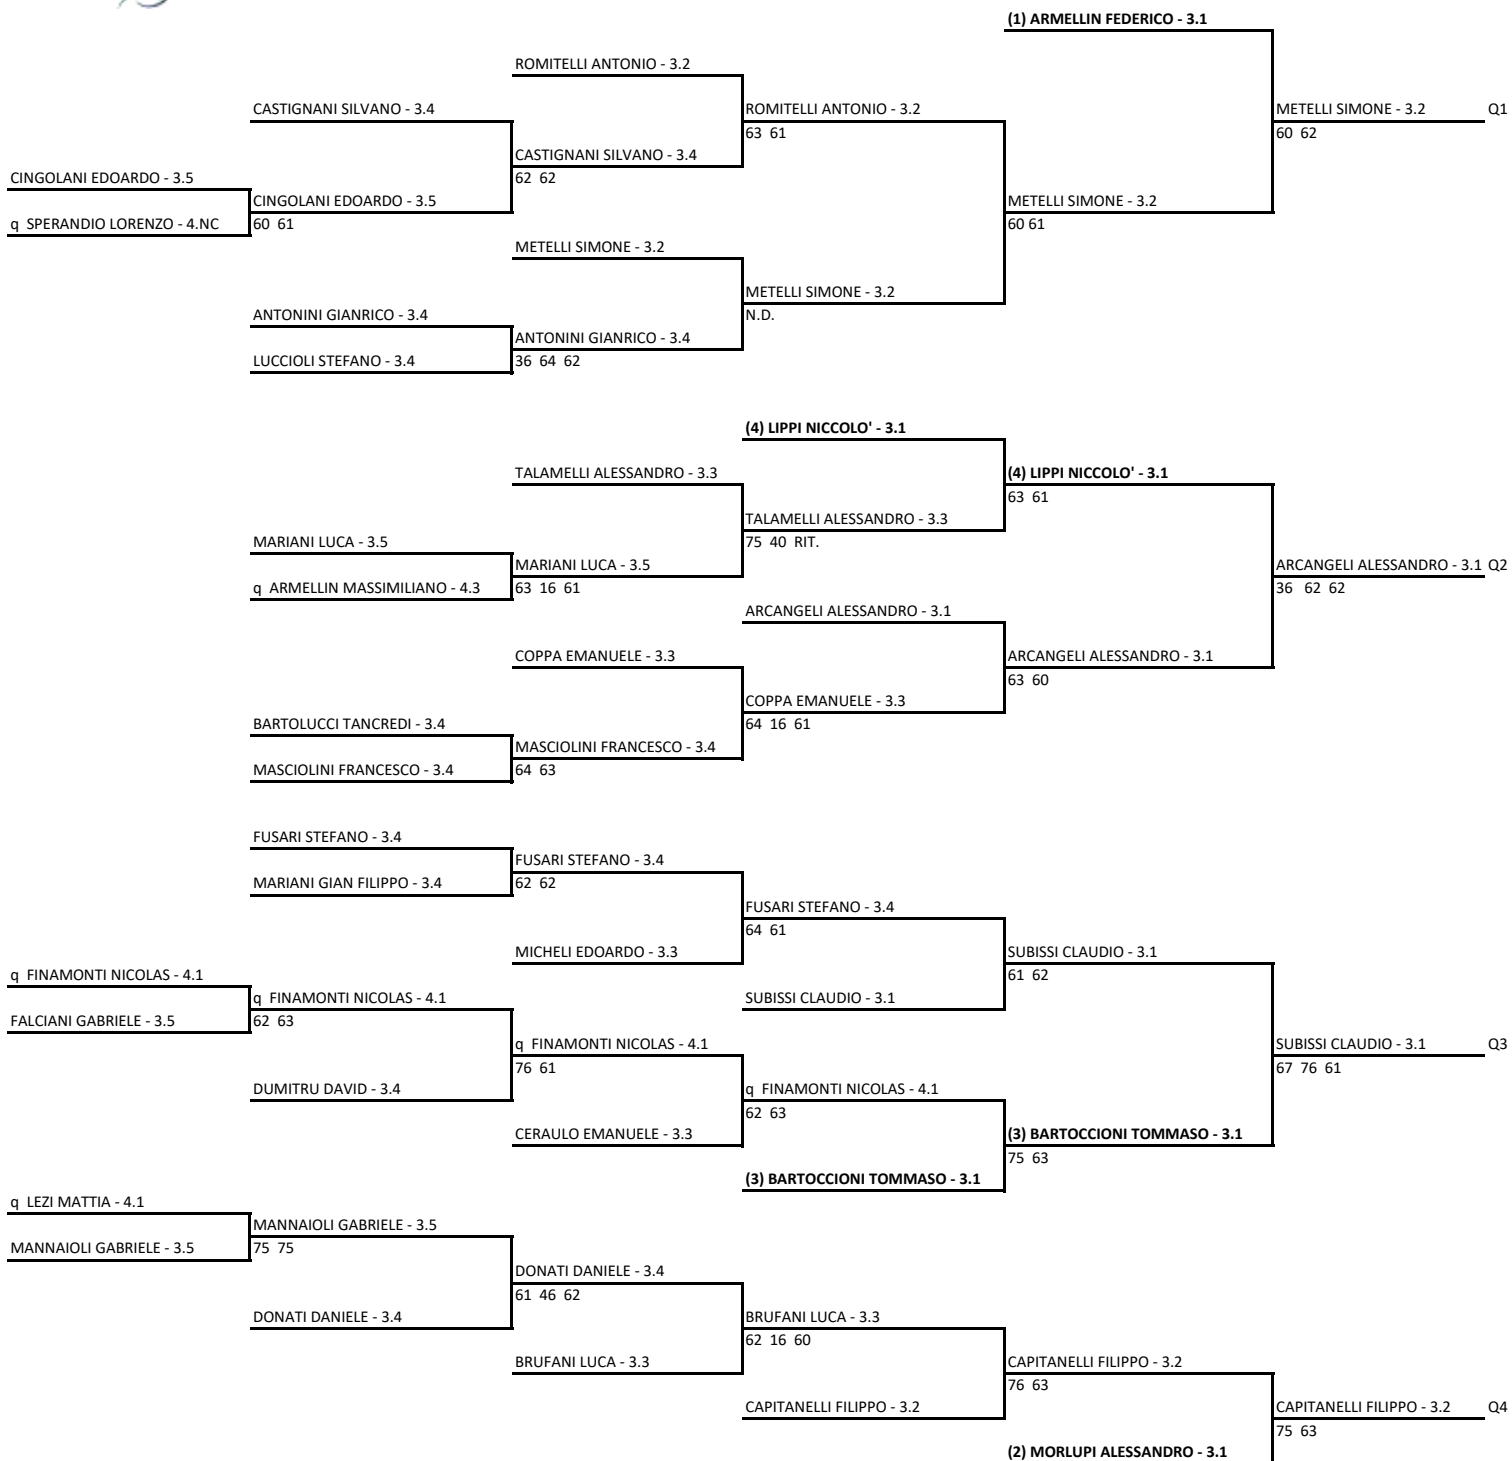 (1) ARMELLIN FEDERICO - 3.1
ROMITELLI ANTONIO - 3.2
CASTIGNANI SILVANO - 3.4
ROMITELLI ANTONIO - 3.2
METELLI SIMONE - 3.2 Q1
63 61
60 62
CASTIGNANI SILVANO - 3.4
CINGOLANI EDOARDO - 3.5
62 62
CINGOLANI EDOARDO - 3.5
METELLI SIMONE - 3.2
q SPERANDIO LORENZO - 4.NC
60 61
60 61
METELLI SIMONE - 3.2
METELLI SIMONE - 3.2
ANTONINI GIANRICO - 3.4
N.D.
ANTONINI GIANRICO - 3.4
LUCCIOLI STEFANO - 3.4
36 64 62
(4) LIPPI NICCOLO' - 3.1
TALAMELLI ALESSANDRO - 3.3
(4) LIPPI NICCOLO' - 3.1
63 61
TALAMELLI ALESSANDRO - 3.3
MARIANI LUCA - 3.5
75 40 RIT.
MARIANI LUCA - 3.5
ARCANGELI ALESSANDRO - 3.1 Q2
q ARMELLIN MASSIMILIANO - 4.3
63 16 61
36 62 62
ARCANGELI ALESSANDRO - 3.1
COPPA EMANUELE - 3.3
ARCANGELI ALESSANDRO - 3.1
63 60
COPPA EMANUELE - 3.3
BARTOLUCCI TANCREDI - 3.4
64 16 61
MASCIOLINI FRANCESCO - 3.4
MASCIOLINI FRANCESCO - 3.4
64 63
FUSARI STEFANO - 3.4
FUSARI STEFANO - 3.4
MARIANI GIAN FILIPPO - 3.4
62 62
FUSARI STEFANO - 3.4
64 61
MICHELI EDOARDO - 3.3
SUBISSI CLAUDIO - 3.1
q FINAMONTI NICOLAS - 4.1
61 62
q FINAMONTI NICOLAS - 4.1
SUBISSI CLAUDIO - 3.1
FALCIANI GABRIELE - 3.5
62 63
q FINAMONTI NICOLAS - 4.1
SUBISSI CLAUDIO - 3.1 Q3
76 61
67 76 61
DUMITRU DAVID - 3.4
q FINAMONTI NICOLAS - 4.1
62 63
CERAULO EMANUELE - 3.3
(3) BARTOCCIONI TOMMASO - 3.1
75 63
(3) BARTOCCIONI TOMMASO - 3.1
q LEZI MATTIA - 4.1
MANNAIOLI GABRIELE - 3.5
MANNAIOLI GABRIELE - 3.5
75 75
DONATI DANIELE - 3.4
61 46 62
DONATI DANIELE - 3.4
BRUFANI LUCA - 3.3
62 16 60
BRUFANI LUCA - 3.3
CAPITANELLI FILIPPO - 3.2
76 63
CAPITANELLI FILIPPO - 3.2
CAPITANELLI FILIPPO - 3.2 Q4
75 63
(2) MORLUPI ALESSANDRO - 3.1